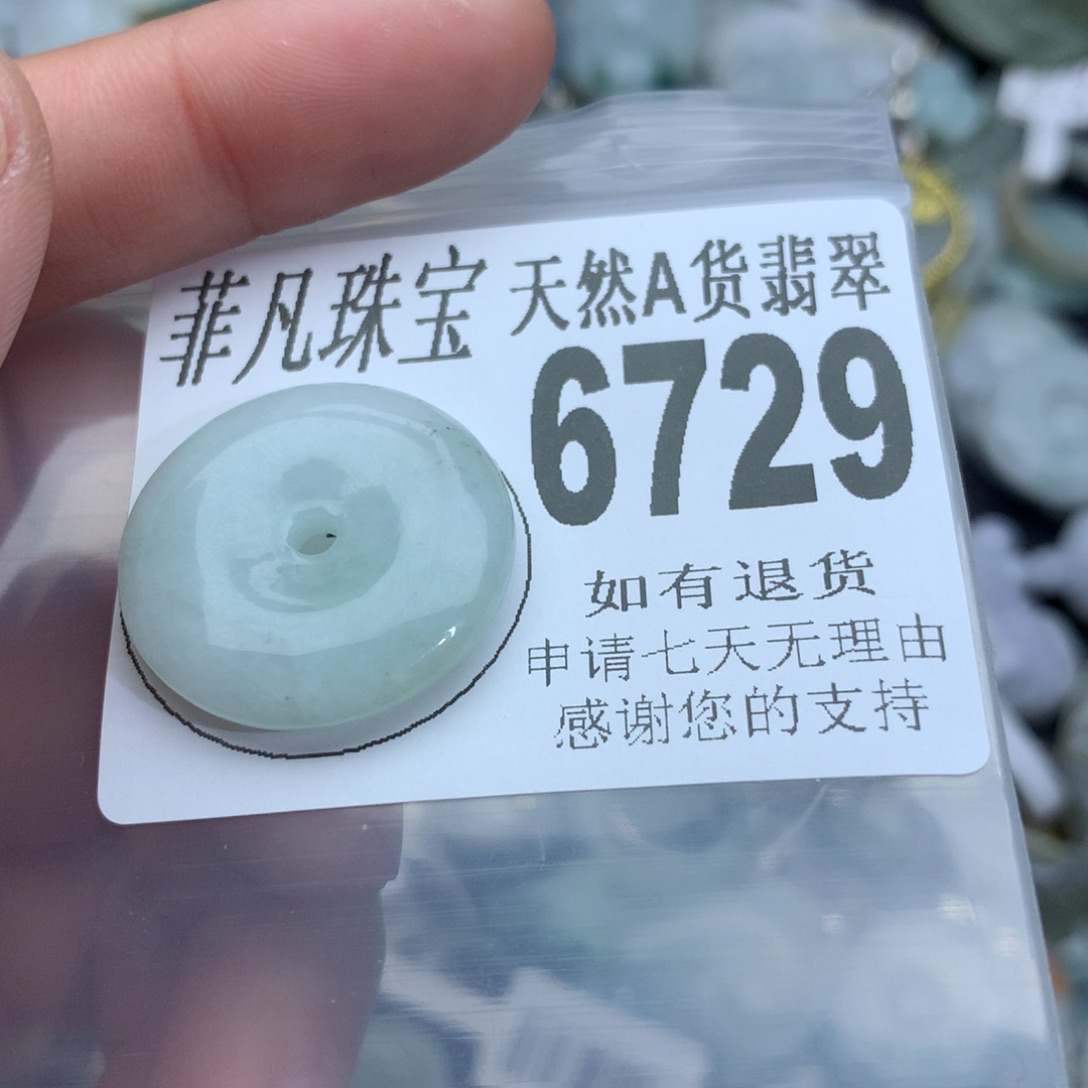 菲凡珠宝 天然A货翡翠
6729
如有退货
申请七天无理由
感谢您的支持